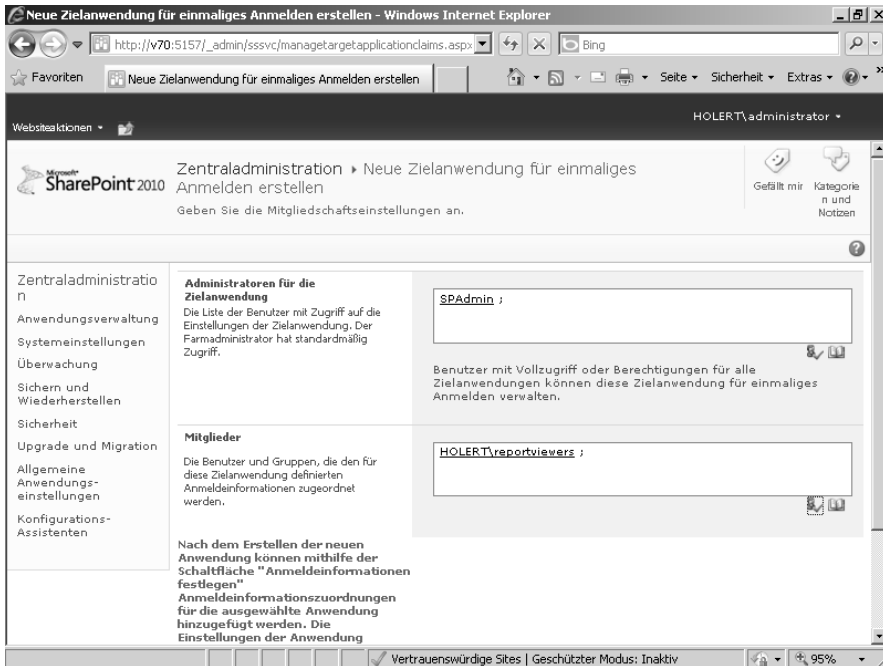 Neue Zielanwendung für einmaliges Anmelden erstellen - Windows Internet Explorer
http://v70:5157/_admin/sssvc/managetargetapplicationclaims.aspx
Bing
Favoriten
Neue Zielanwendung für einmaliges Anmelden erstellen
Seite
Sicherheit
Extras
»
Websiteaktionen
HOLERT\administrator
Microsoft
SharePoint 2010
Zentraladministration ▸ Neue Zielanwendung für einmaliges
Anmelden erstellen
Geben Sie die Mitgliedschaftseinstellungen an.
Gefällt mir
Kategorie
n und
Notizen
Zentraladministratio
n
Anwendungsverwaltung
Systemeinstellungen
Überwachung
Sichern und
Wiederherstellen
Sicherheit
Upgrade und Migration
Allgemeine
Anwendungs-
einstellungen
Konfigurations-
Assistenten
Administratoren für die
Zielanwendung
Die Liste der Benutzer mit Zugriff auf die
Einstellungen der Zielanwendung. Der
Farmadministrator hat standardmäßig
Zugriff.
SPAdmin ;
Benutzer mit Vollzugriff oder Berechtigungen für alle
Zielanwendungen können diese Zielanwendung für einmaliges
Anmelden verwalten.
Mitglieder
Die Benutzer und Gruppen, die den für
diese Zielanwendung definierten
Anmeldeinformationen zugeordnet
werden.
HOLERT\reportviewers ;
Nach dem Erstellen der neuen
Anwendung können mithilfe der
Schaltfläche "Anmeldeinformationen
festlegen"
Anmeldeinformationszuordnungen
für die ausgewählte Anwendung
hinzugefügt werden. Die
Einstellungen der Anwendung
Vertrauenswürdige Sites | Geschützter Modus: Inaktiv
95%